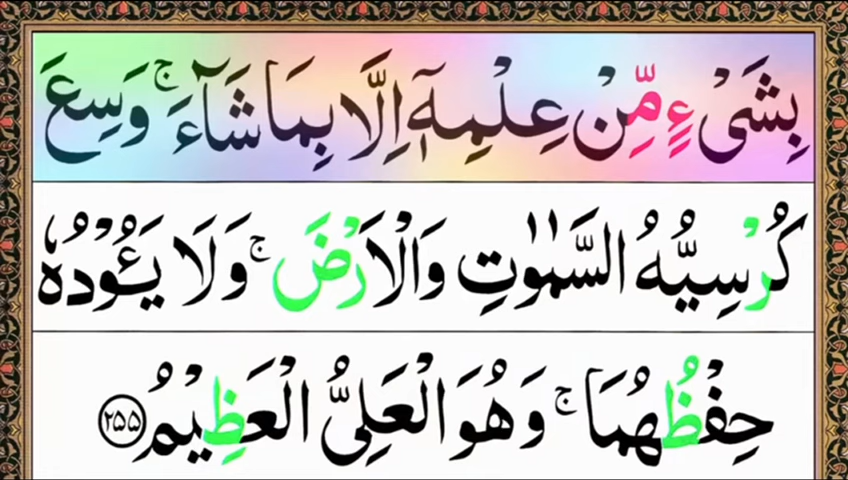 بِشَیْءٍ مِّنْ عِلْمِهٖۤ اِلَّا بِمَا شَآءَ ۚ وَسِعَ
كُرْسِیُّهُ السَّمٰوٰتِ وَالْاَرْضَ ۚ وَلَا یَـُٔوْدُهٗ
حِفْظُهُمَا ۚ وَهُوَ الْعَلِیُّ الْعَظِیْمُ ﴿۲۵۵﴾